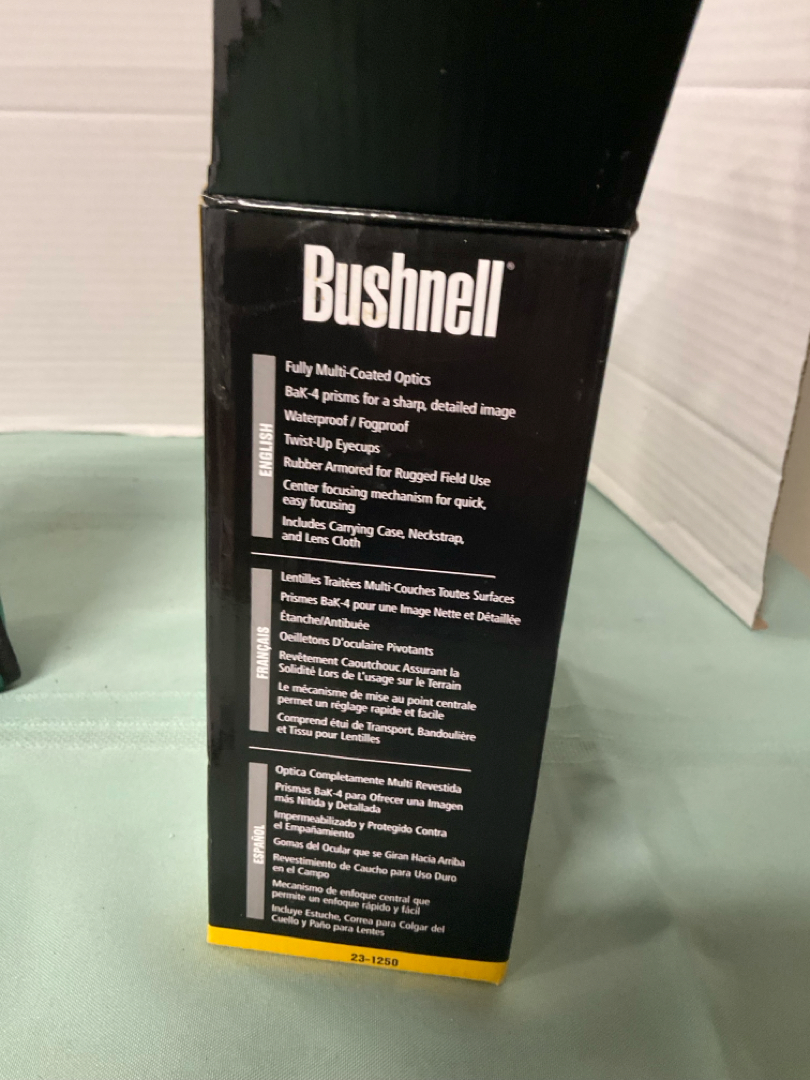 Bushnell®
ENGLISH
Fully Multi-Coated Optics
BaK-4 prisms for a sharp, detailed image
Waterproof / Fogproof
Twist-Up Eyecups
Rubber Armored for Rugged Field Use
Center focusing mechanism for quick,
easy focusing
Includes Carrying Case, Neckstrap,
and Lens Cloth
FRANÇAIS
Lentilles Traitées Multi-Couches Toutes Surfaces
Prismes BaK-4 pour une Image Nette et Détaillée
Étanche/Antibuée
Oeilletons D'oculaire Pivotants
Revêtement Caoutchouc Assurant la
Solidité Lors de L'usage sur le Terrain
Le mécanisme de mise au point centrale
permet un réglage rapide et facile
Comprend étui de Transport, Bandoulière
et Tissu pour Lentilles
ESPAÑOL
Optica Completamente Multi Revestida
Prismas BaK-4 para Ofrecer una Imagen
más Nítida y Detallada
Impermeabilizado y Protegido Contra
el Empañamiento
Gomas del Ocular que se Giran Hacia Arriba
Revestimiento de Caucho para Uso Duro
en el Campo
Mecanismo de enfoque central que
permite un enfoque rápido y fácil
Incluye Estuche, Correa para Colgar del
Cuello y Paño para Lentes
23-1250